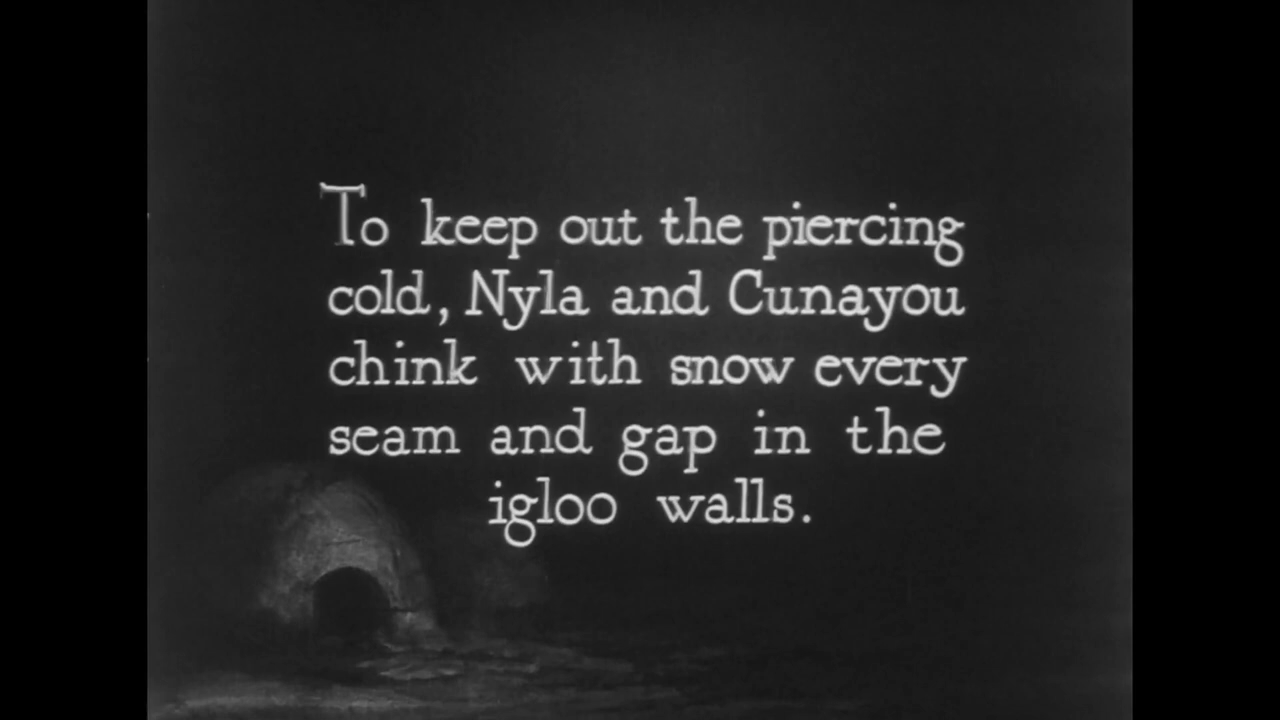 To keep out the piercing
cold, Nyla and Cunayou
chink with snow every
seam and gap in the
igloo walls.